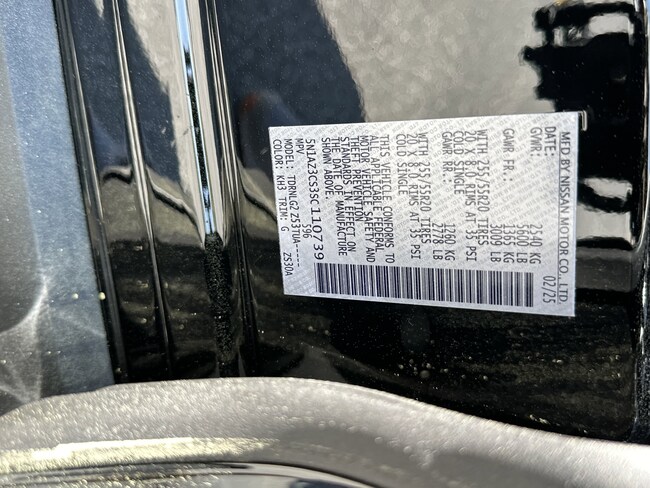 MFD BY NISSAN MOTOR CO., LTD.
DATE: 02/25
GVWR: 2540 KG
5600 LB
GAWR FR.: 1365 KG
3009 LB
WITH 255/55R20 TIRES
20 X 8.0 RIMS AT 35 PSI
COLD SINGLE
GAWR RR.: 1260 KG
2778 LB
WITH 255/55R20 TIRES
20 X 8.0 RIMS AT 35 PSI
COLD SINGLE
THIS VEHICLE CONFORMS TO
ALL APPLICABLE FEDERAL
MOTOR VEHICLE SAFETY AND
THEFT PREVENTION
STANDARDS IN EFFECT ON
THE DATE OF MANUFACTURE
SHOWN ABOVE.
5N1AZ3CS3SC110739
MPV
MODEL: TDRNLGZ Z53UUA-----
COLOR: KH3 TRIM: G Z530A